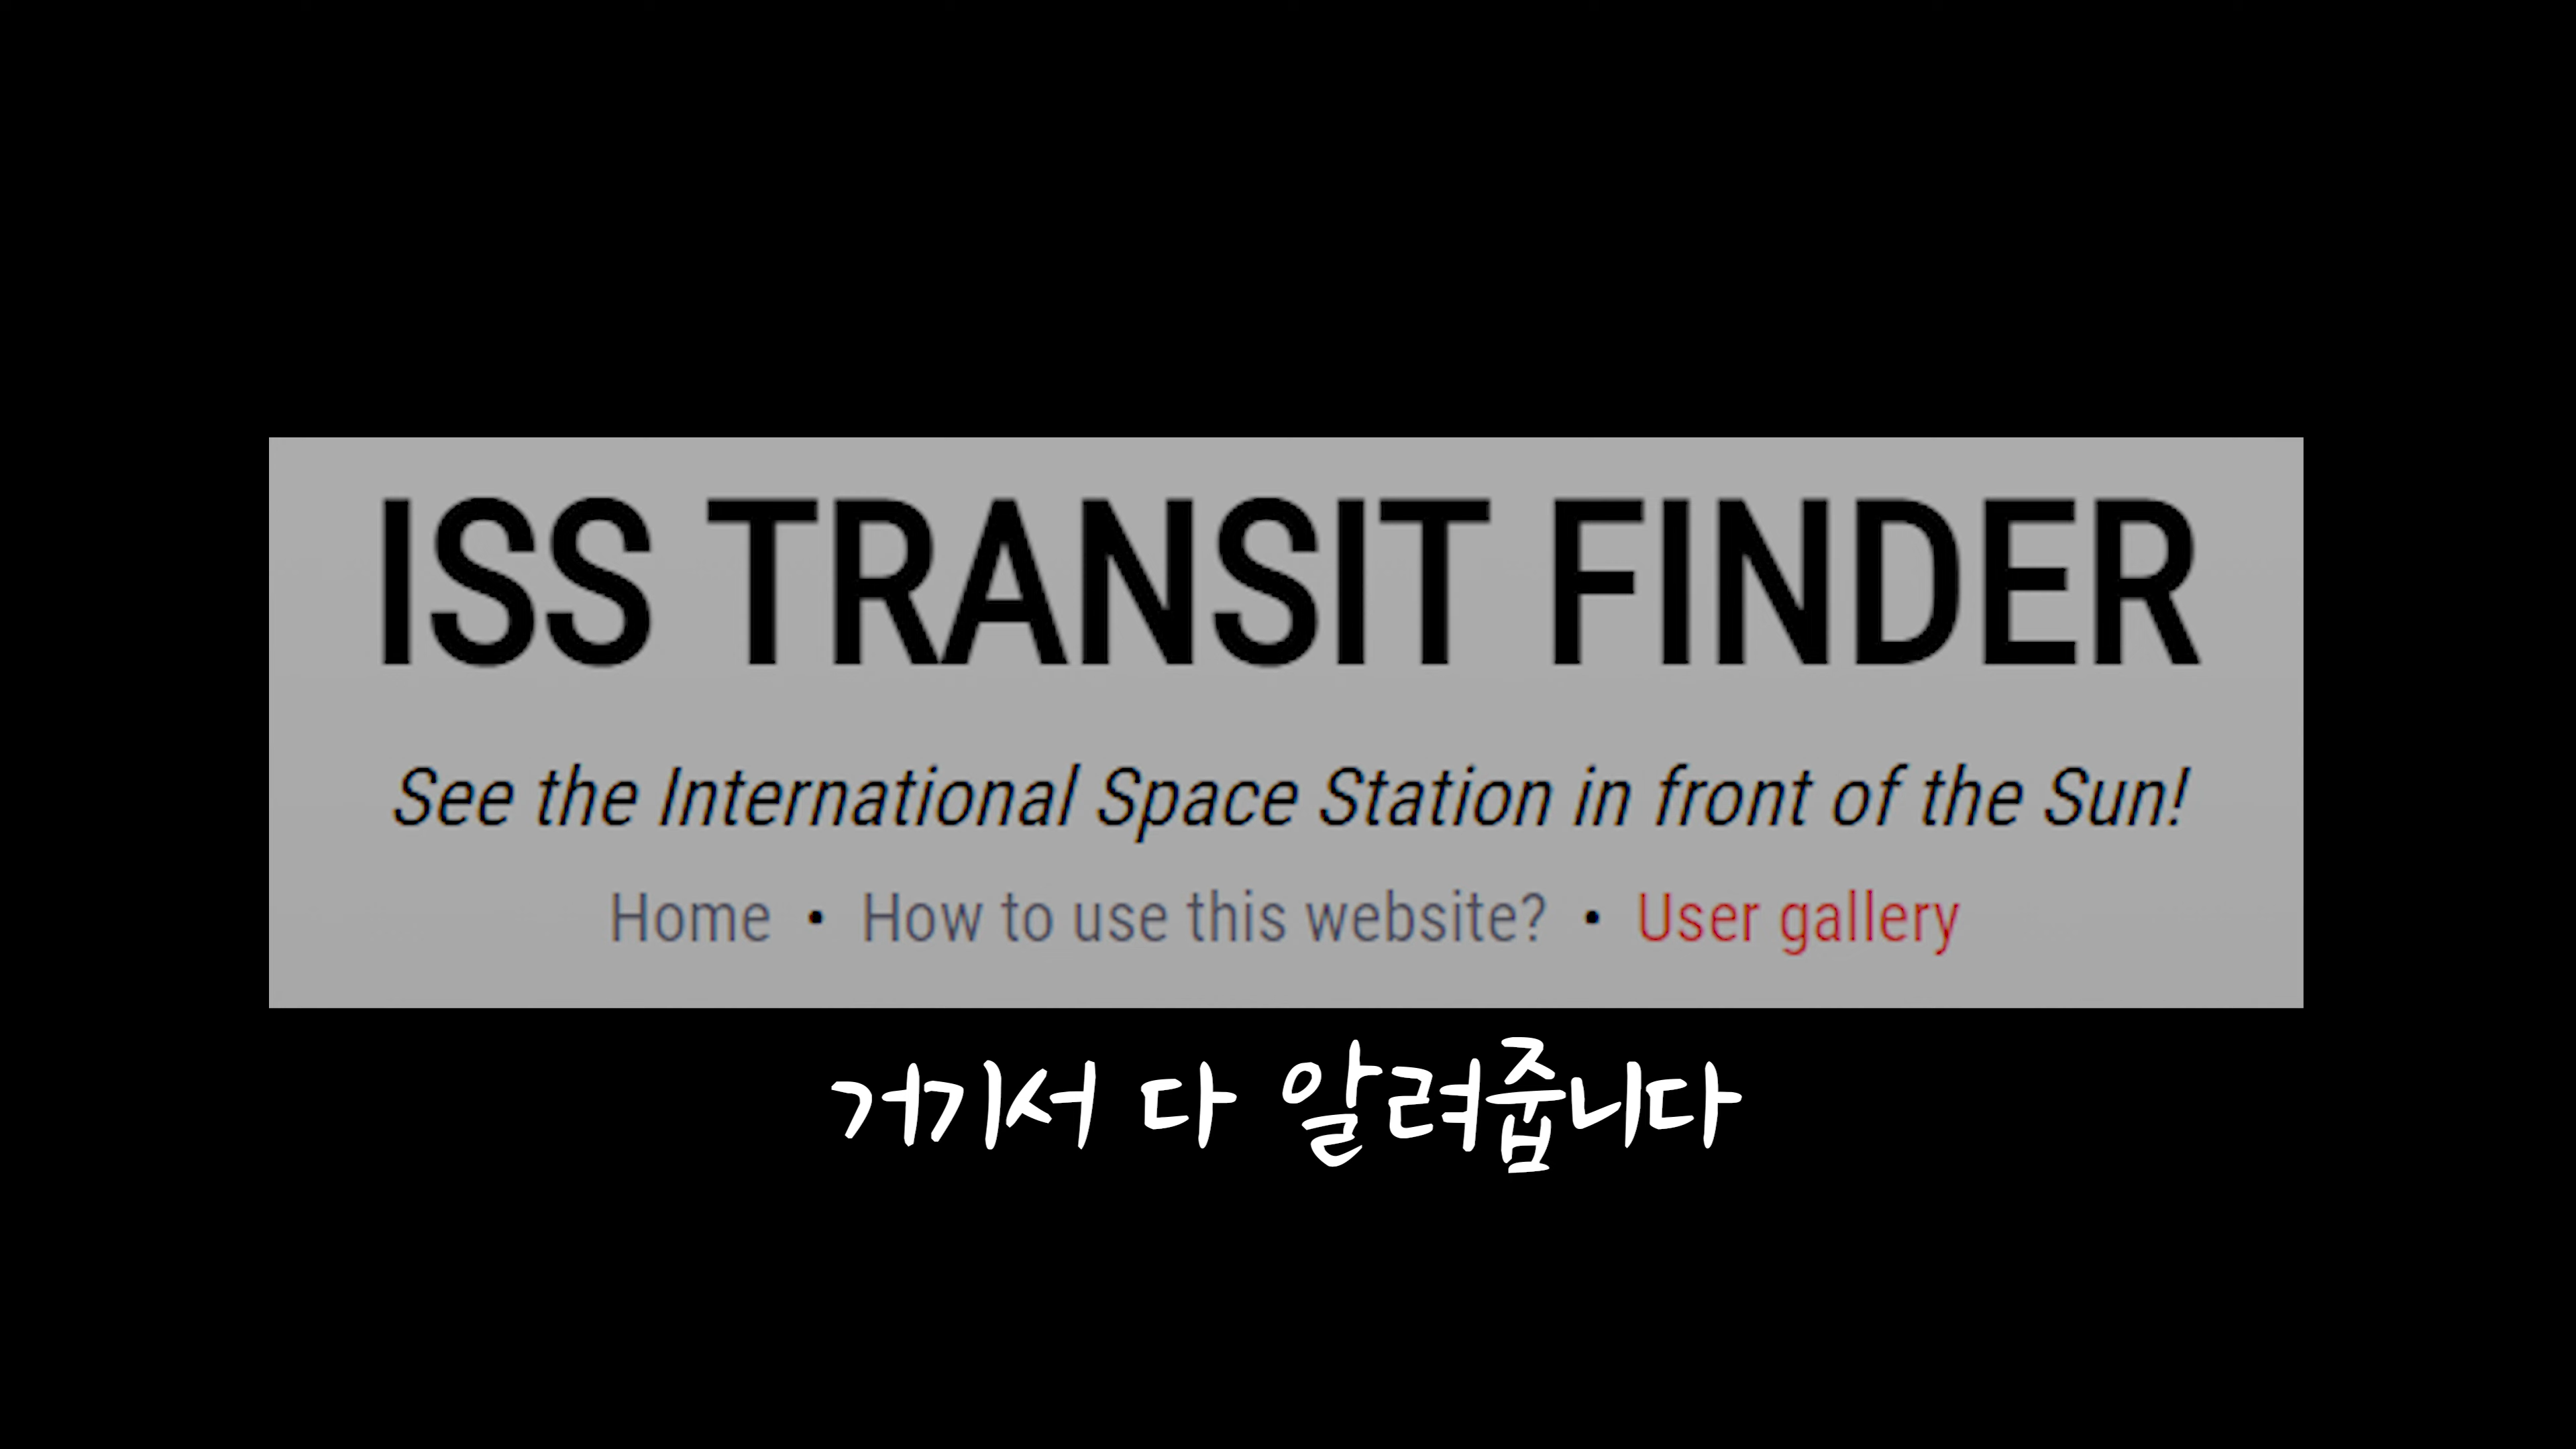 ISS TRANSIT FINDER
See the International Space Station in front of the Sun!
Home • How to use this website? • User gallery
거기서 다 알려줍니다